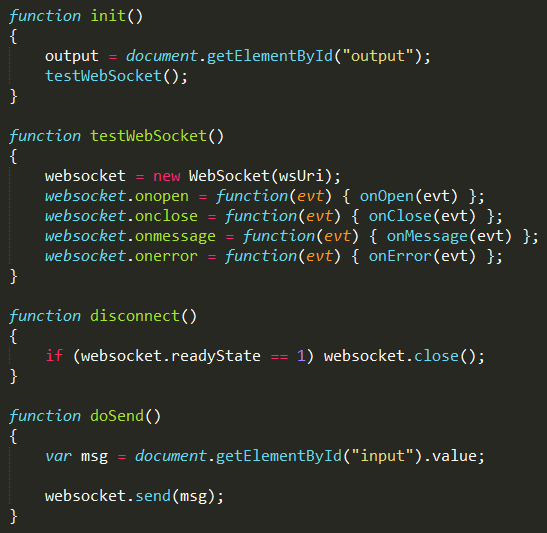 function init()
{
    output = document.getElementById("output");
    testWebSocket();
}

function testWebSocket()
{
    websocket = new WebSocket(wsUri);
    websocket.onopen = function(evt) { onOpen(evt) };
    websocket.onclose = function(evt) { onClose(evt) };
    websocket.onmessage = function(evt) { onMessage(evt) };
    websocket.onerror = function(evt) { onError(evt) };
}

function disconnect()
{
    if (websocket.readyState == 1) websocket.close();
}

function doSend()
{
    var msg = document.getElementById("input").value;

    websocket.send(msg);
}